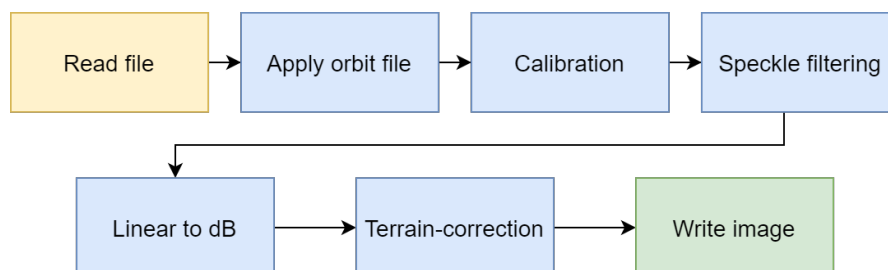 Read file
Apply orbit file
Calibration
Speckle filtering
Linear to dB
Terrain-correction
Write image